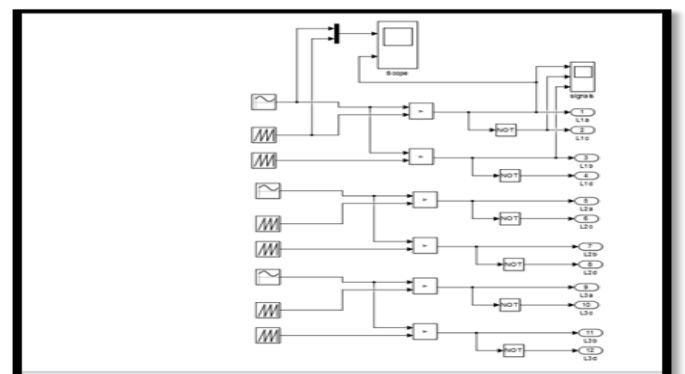 Scope
signals
1
L1a
NOT
2
L1c
3
L1b
NOT
4
L1d
5
L2a
NOT
6
L2c
7
L2b
NOT
8
L2d
9
L3a
NOT
10
L3c
11
L3b
NOT
12
L3d